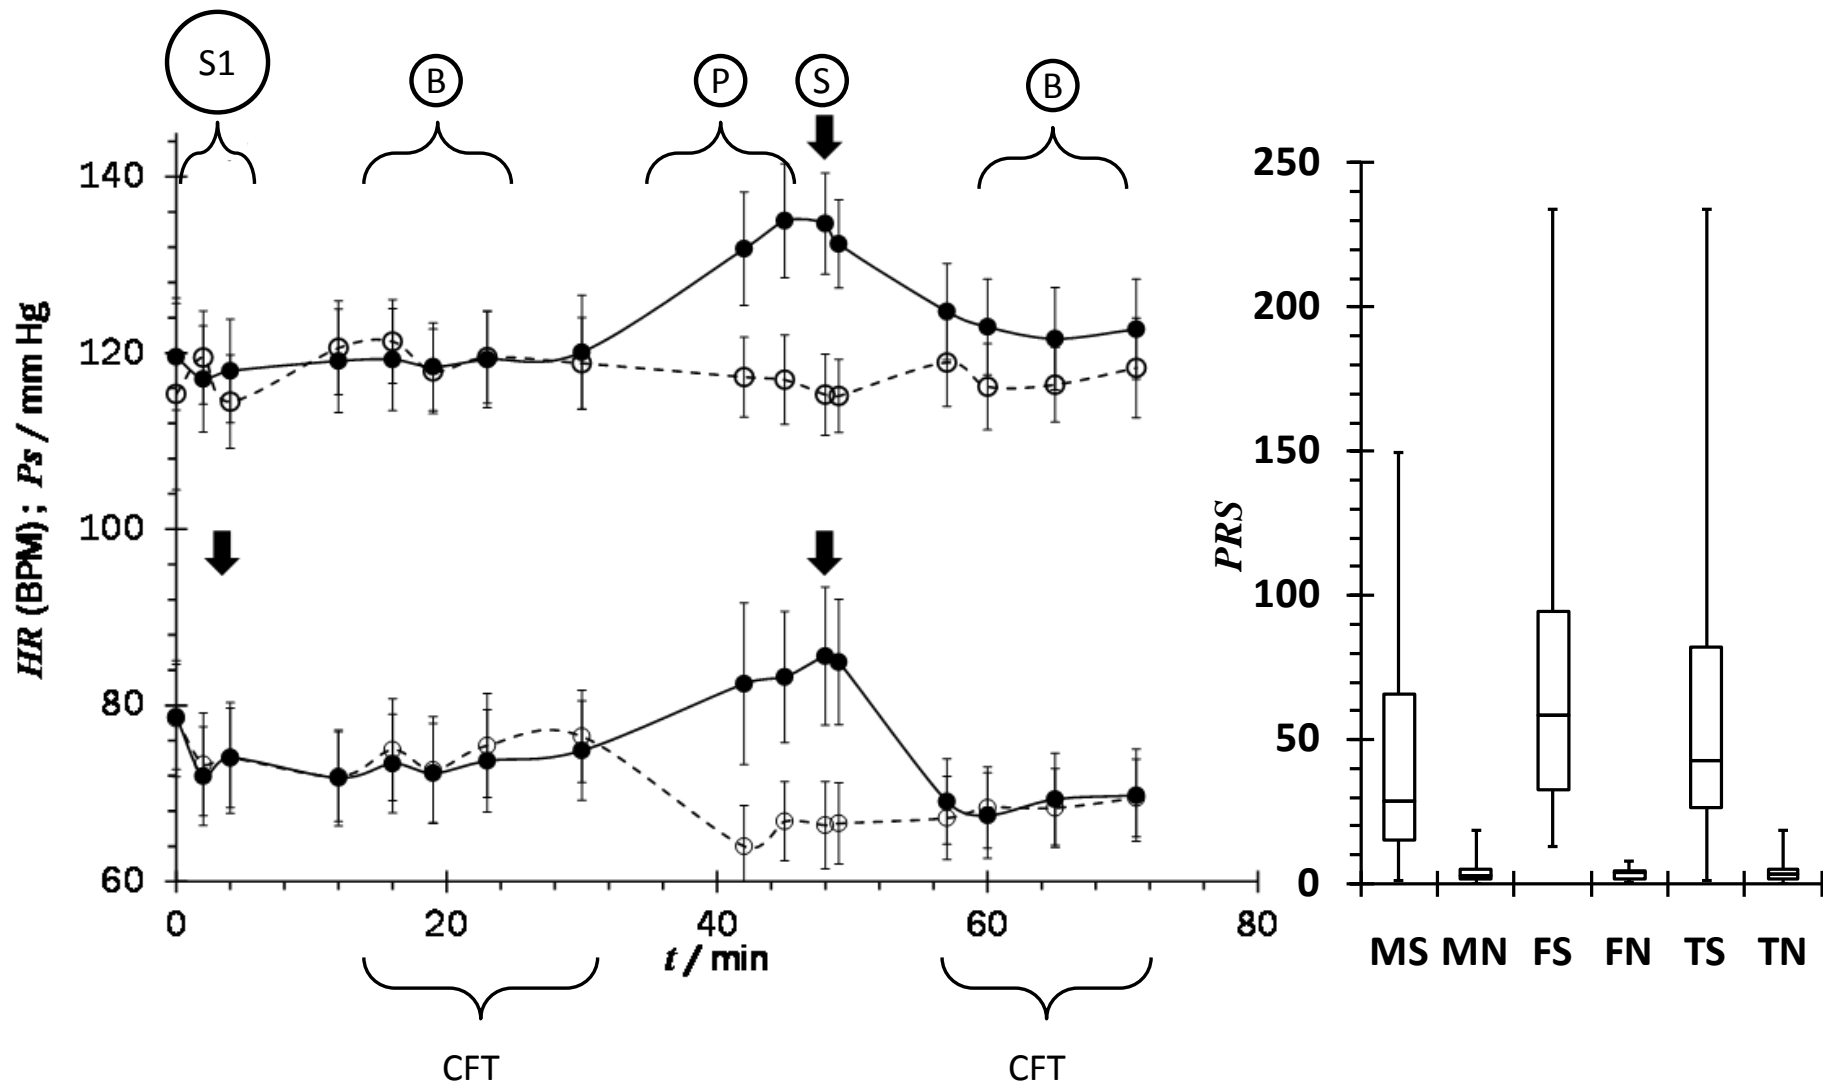 S1
B
P
S
B
140
120
100
80
60
HR (BPM); Ps / mm Hg
0
20
40
60
80
t / min
CFT
CFT
250
200
150
100
50
0
PRS
MS MN FS FN TS TN